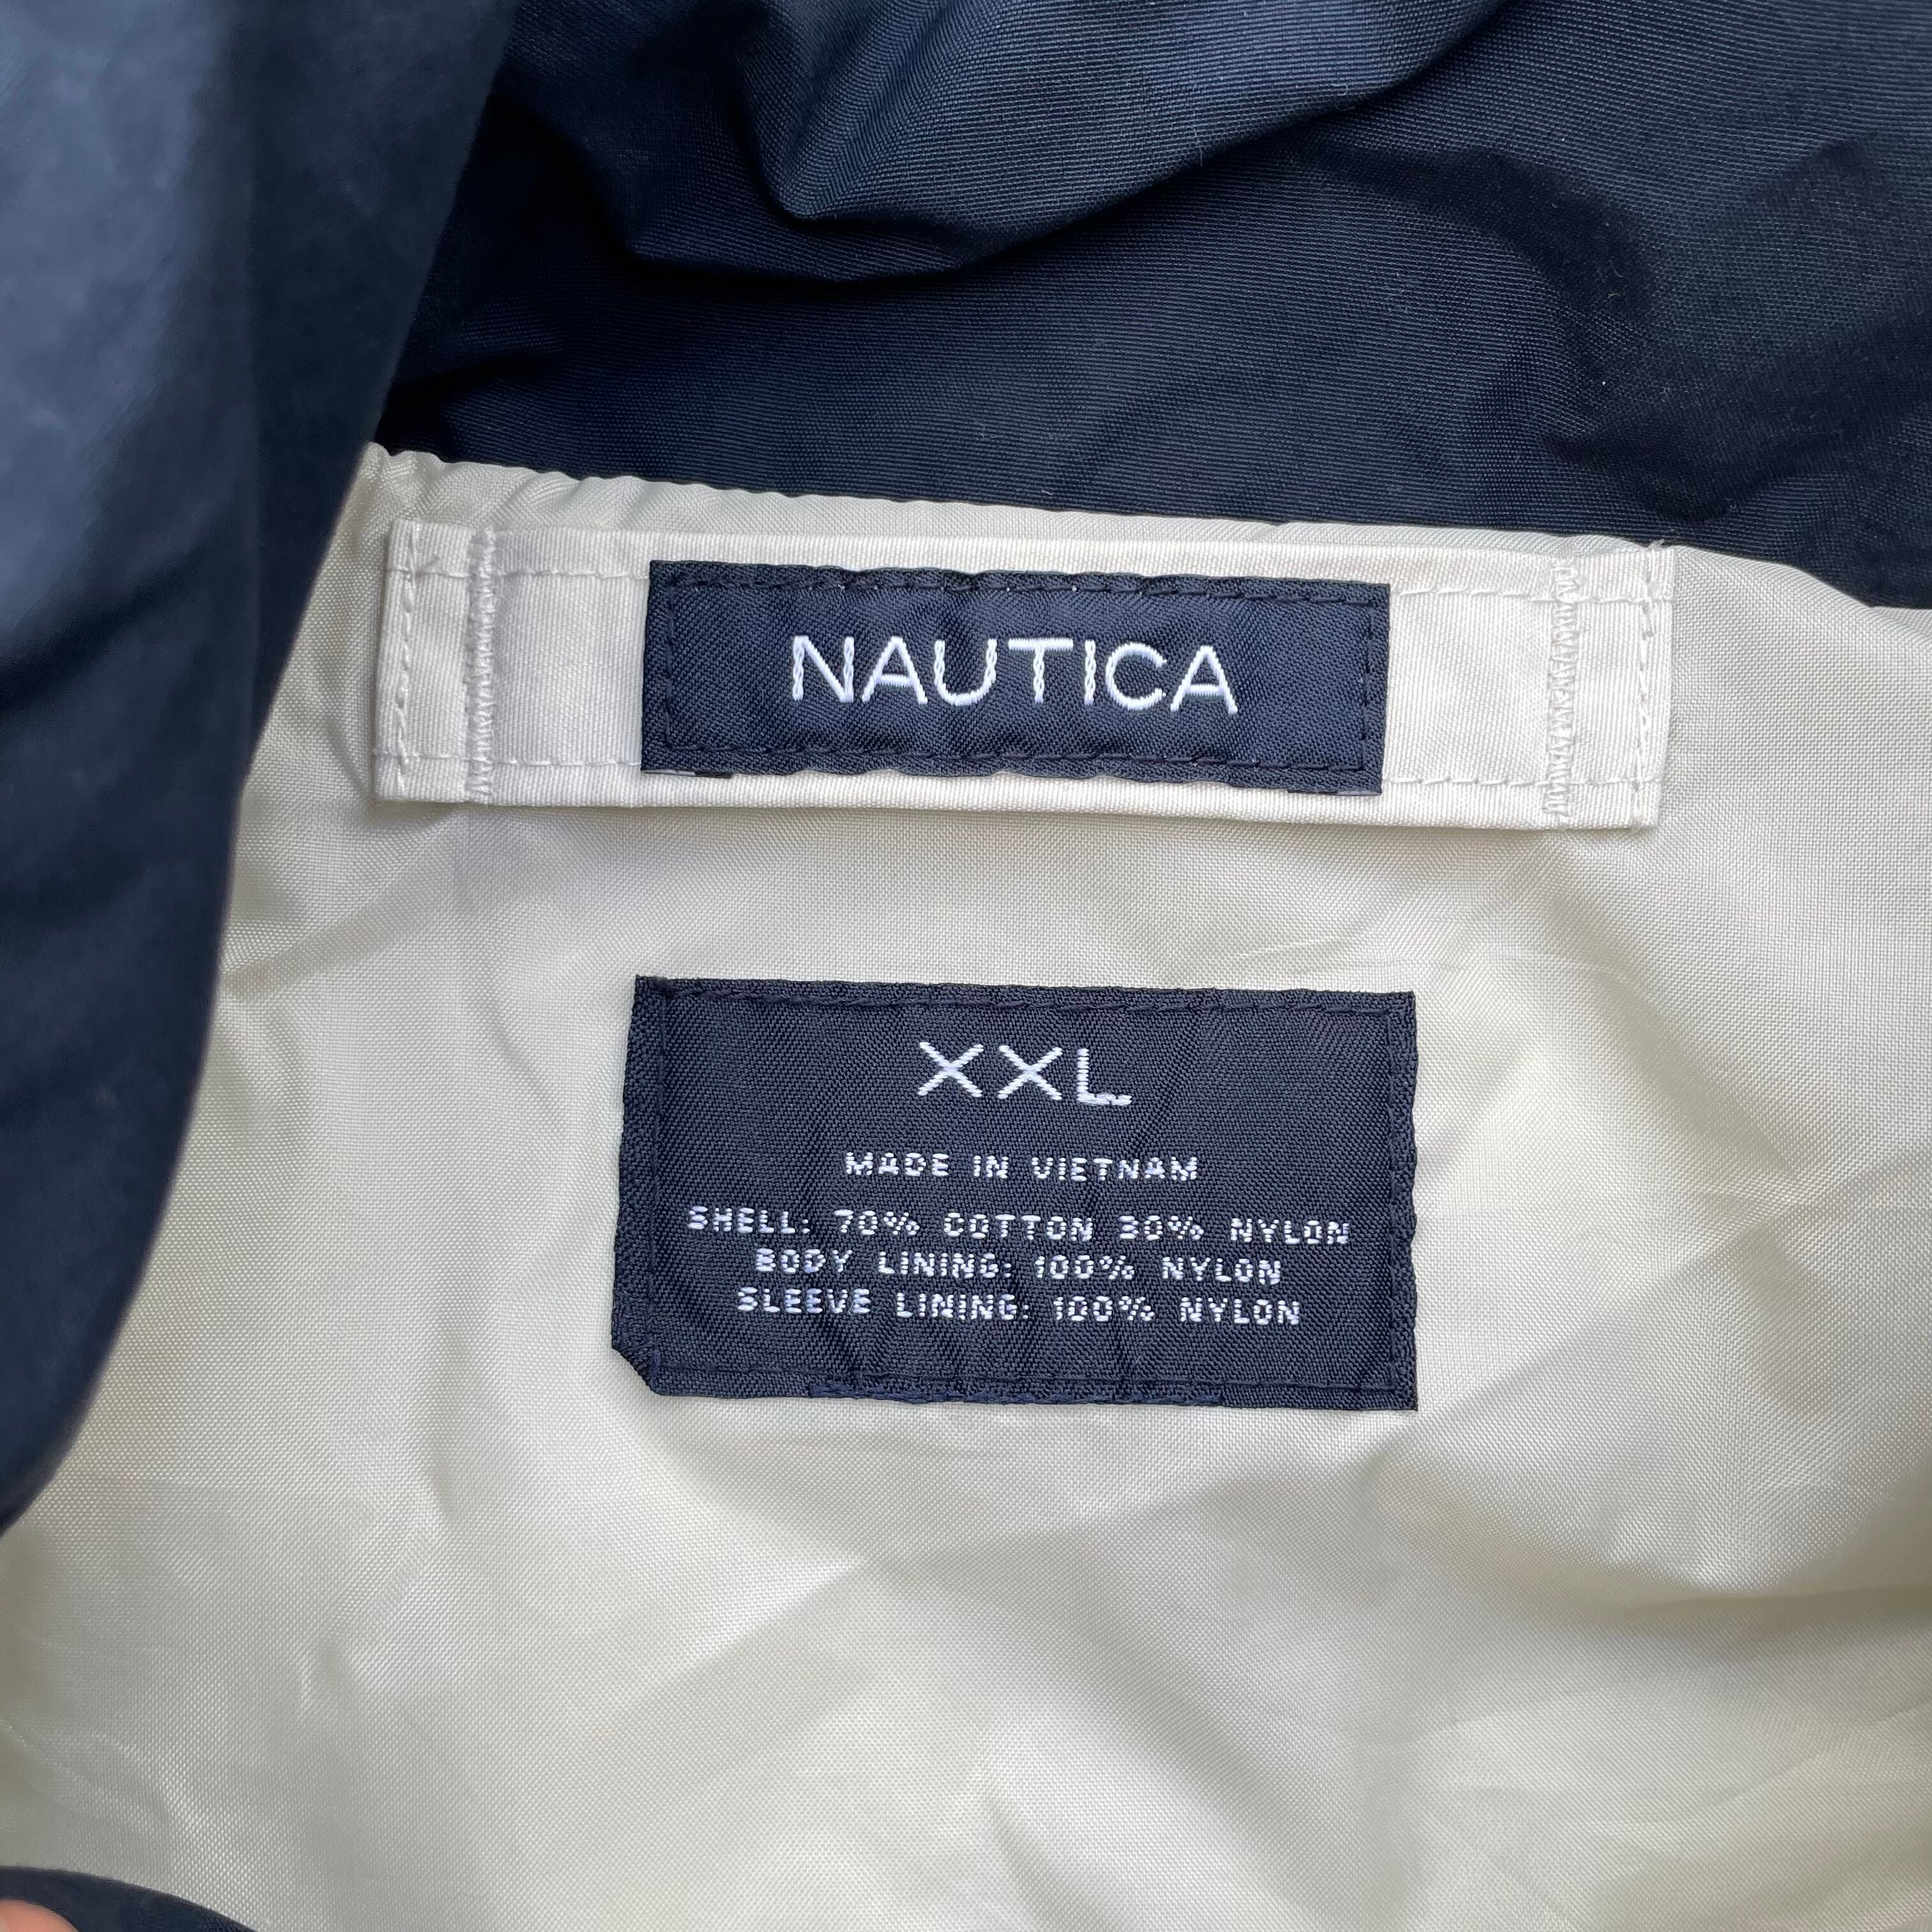 NAUTICA
XXL
MADE IN VIETNAM
SHELL: 70% COTTON 30% NYLON
BODY LINING: 100% NYLON
SLEEVE LINING: 100% NYLON